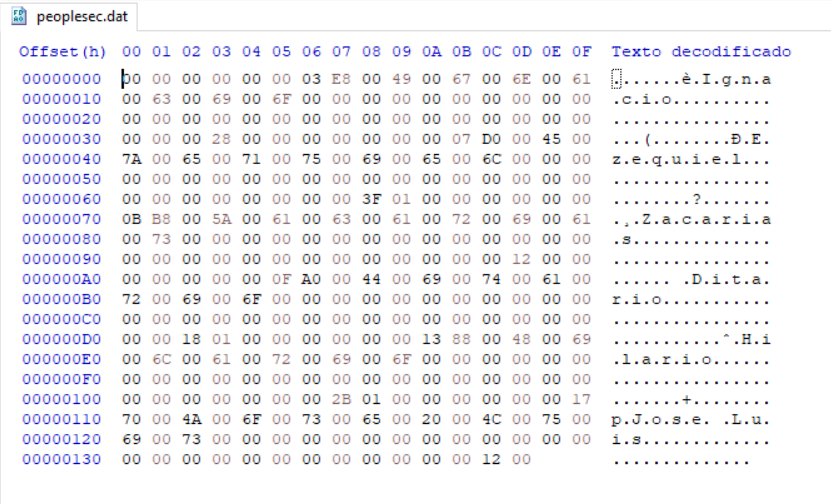 peoplesec.dat
Offset(h) 00 01 02 03 04 05 06 07 08 09 0A 0B 0C 0D 0E 0F Texto decodificado
00000000 00 00 00 00 00 00 03 E8 00 49 00 67 00 6E 00 61 .......è.I.g.n.a
00000010 00 63 00 69 00 6F 00 00 00 00 00 00 00 00 00 00 .c.i.o..........
00000020 00 00 00 00 00 00 00 00 00 00 00 00 00 00 00 00 ................
00000030 00 00 00 28 00 00 00 00 00 00 00 07 D0 00 45 00 ...(........Ð.E.
00000040 7A 00 65 00 71 00 75 00 69 00 65 00 6C 00 00 00 z.e.q.u.i.e.l...
00000050 00 00 00 00 00 00 00 00 00 00 00 00 00 00 00 00 ................
00000060 00 00 00 00 00 00 00 00 3F 01 00 00 00 00 00 00 ........?.......
00000070 0B B8 00 5A 00 61 00 63 00 61 00 72 00 69 00 61 .¸.Z.a.c.a.r.i.a
00000080 00 73 00 00 00 00 00 00 00 00 00 00 00 00 00 00 .s..............
00000090 00 00 00 00 00 00 00 00 00 00 00 00 00 12 00 00 ................
000000A0 00 00 00 00 00 0F A0 00 44 00 69 00 74 00 61 00 ...... .D.i.t.a.
000000B0 72 00 69 00 6F 00 00 00 00 00 00 00 00 00 00 00 r.i.o...........
000000C0 00 00 00 00 00 00 00 00 00 00 00 00 00 00 00 00 ................
000000D0 00 00 18 01 00 00 00 00 00 00 13 88 00 48 00 69 ...........ˆ.H.i
000000E0 00 6C 00 61 00 72 00 69 00 6F 00 00 00 00 00 00 .l.a.r.i.o......
000000F0 00 00 00 00 00 00 00 00 00 00 00 00 00 00 00 00 ................
00000100 00 00 00 00 00 00 00 2B 01 00 00 00 00 00 00 17 .......+........
00000110 70 00 4A 00 6F 00 73 00 65 00 20 00 4C 00 75 00 p.J.o.s.e. .L.u.
00000120 69 00 73 00 00 00 00 00 00 00 00 00 00 00 00 00 i.s.............
00000130 00 00 00 00 00 00 00 00 00 00 00 00 12 00 ..............